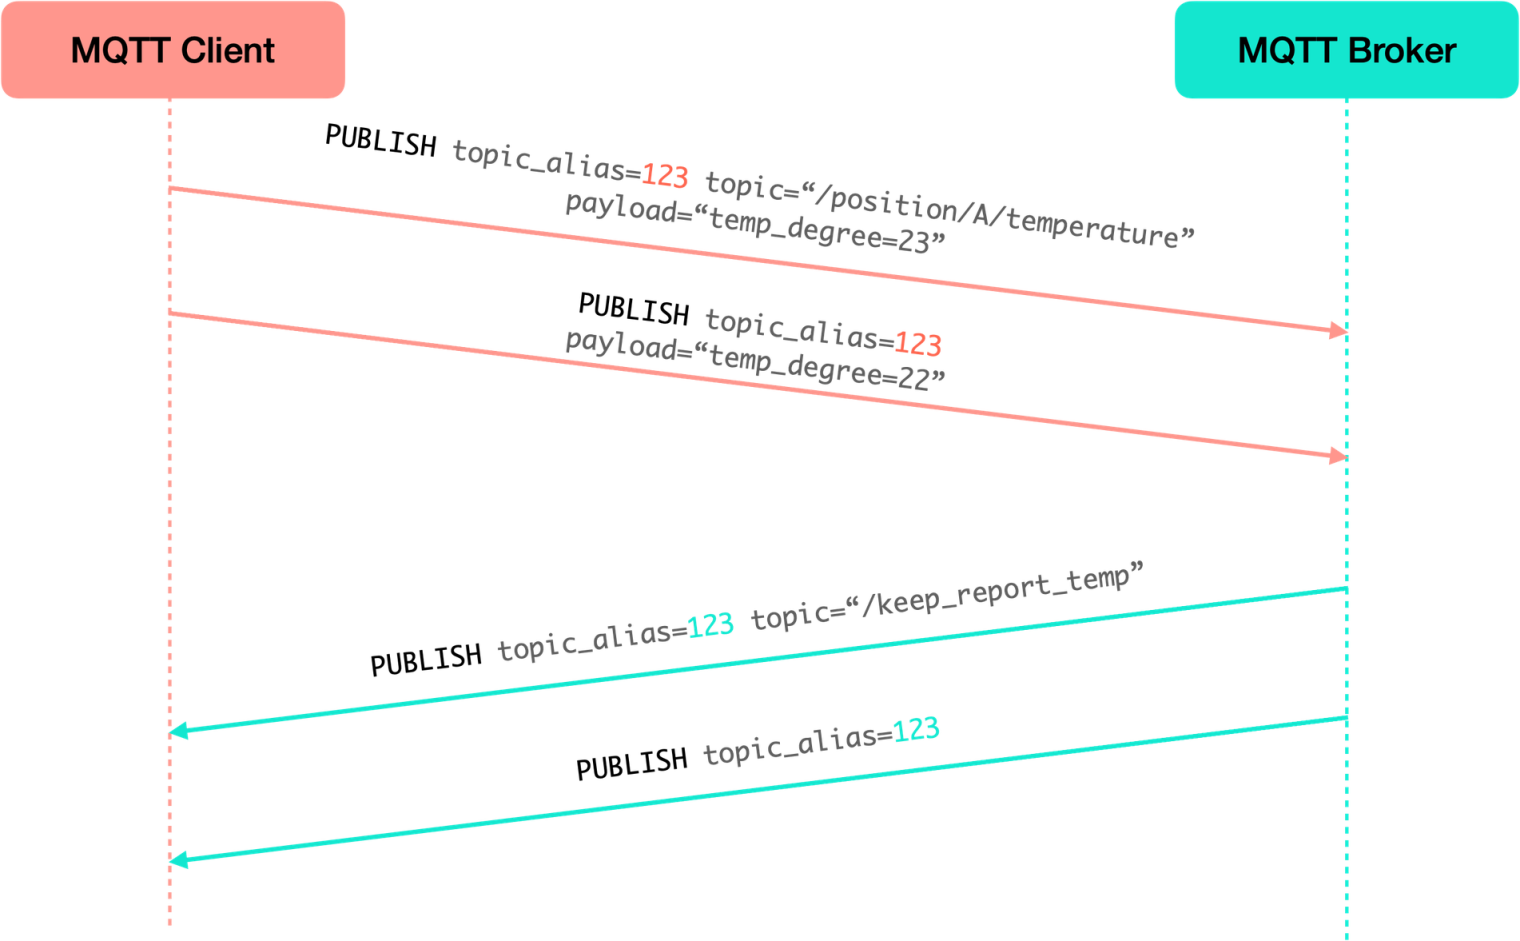 MQTT Client
MQTT Broker
PUBLISH topic_alias=123 topic=“/position/A/temperature”
payload=“temp_degree=23”
PUBLISH topic_alias=123
payload=“temp_degree=22”
PUBLISH topic_alias=123 topic=“/keep_report_temp”
PUBLISH topic_alias=123